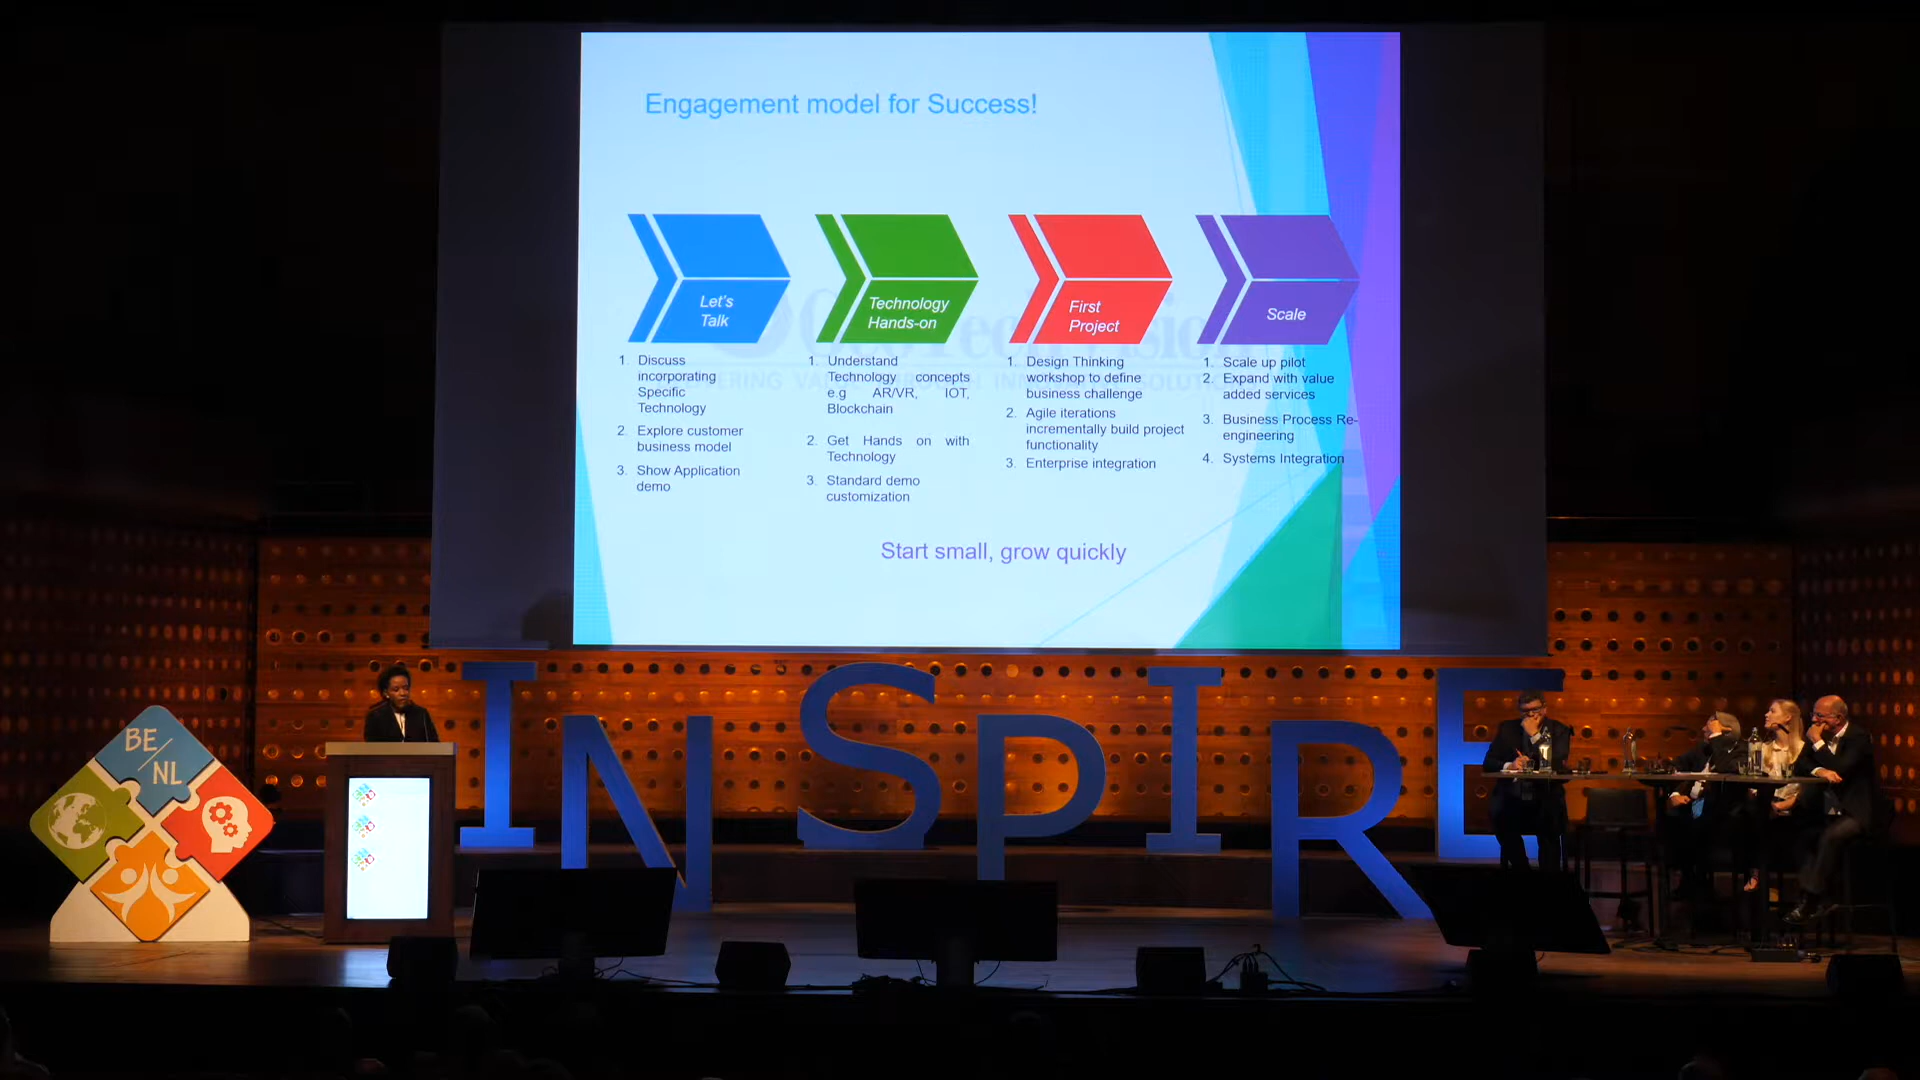 Engagement model for Success!
Let's
Talk
Technology
Hands-on
First
Project
Scale
1. Discuss
incorporating
Specific
Technology
2. Explore customer
business model
3. Show Application
demo
1. Understand
Technology concepts
e.g AR/VR, IOT,
Blockchain
2. Get Hands on with
Technology
3. Standard demo
customization
1. Design Thinking
workshop to define
business challenge
2. Agile iterations
incrementally build project
functionality
3. Enterprise integration
1. Scale up pilot
2. Expand with value
added services
3. Business Process Re-
engineering
4. Systems Integration
Start small, grow quickly
INSPIRE
BE/
NL